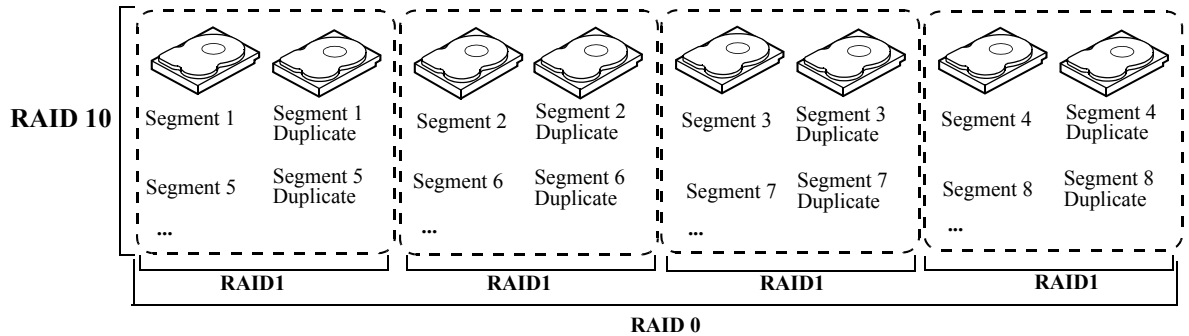 RAID 10
Segment 1
Segment 1
Duplicate
Segment 2
Segment 2
Duplicate
Segment 3
Segment 3
Duplicate
Segment 4
Segment 4
Duplicate
Segment 5
Segment 5
Duplicate
Segment 6
Segment 6
Duplicate
Segment 7
Segment 7
Duplicate
Segment 8
Segment 8
Duplicate
...
...
...
...
RAID1
RAID1
RAID1
RAID1
RAID 0